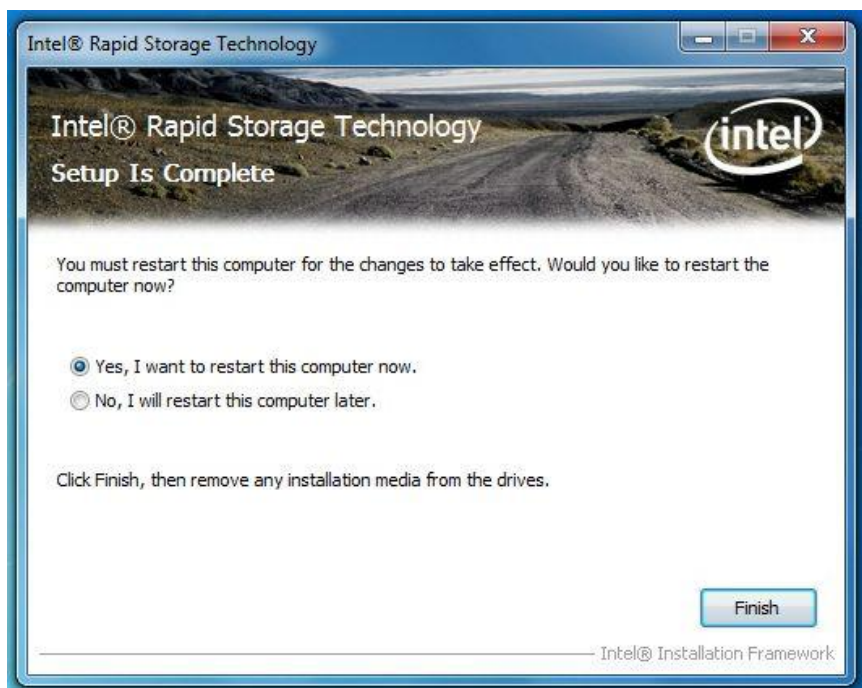 Intel® Rapid Storage Technology
Intel® Rapid Storage Technology
Setup Is Complete
intel
You must restart this computer for the changes to take effect. Would you like to restart the
computer now?
Yes, I want to restart this computer now.
No, I will restart this computer later.
Click Finish, then remove any installation media from the drives.
Finish
Intel® Installation Framework